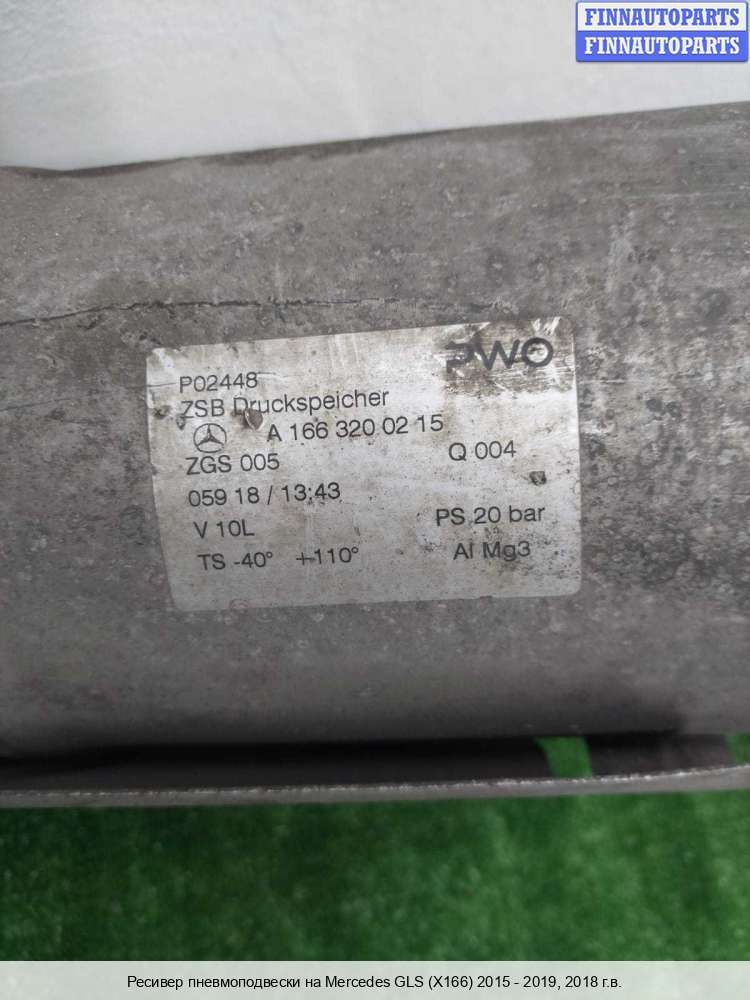 FINNAUTOPARTS
FINNAUTOPARTS
PWO
P02448
ZSB Druckspeicher
A 166 320 02 15
ZGS 005 Q 004
059 18 / 13:43
V 10L PS 20 bar
TS -40° +110° Al Mg3
Ресивер пневмоподвески на Mercedes GLS (X166) 2015 - 2019, 2018 г.в.